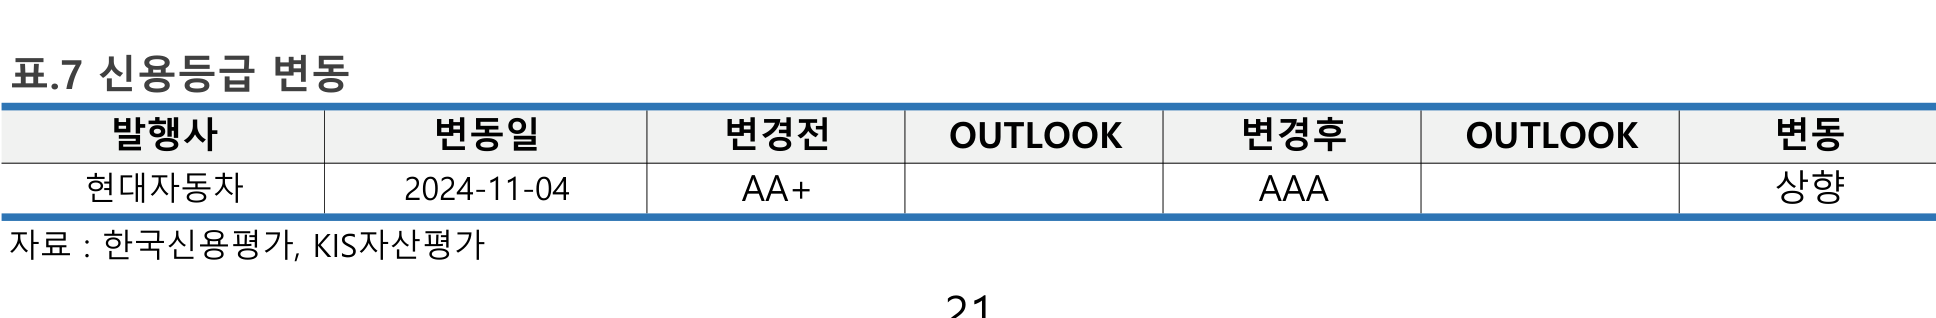 표.7 신용등급 변동
발행사 변동일 변경전 OUTLOOK 변경후 OUTLOOK 변동
현대자동차 2024-11-04 AA+ AAA 상향
자료 : 한국신용평가, KIS자산평가
21